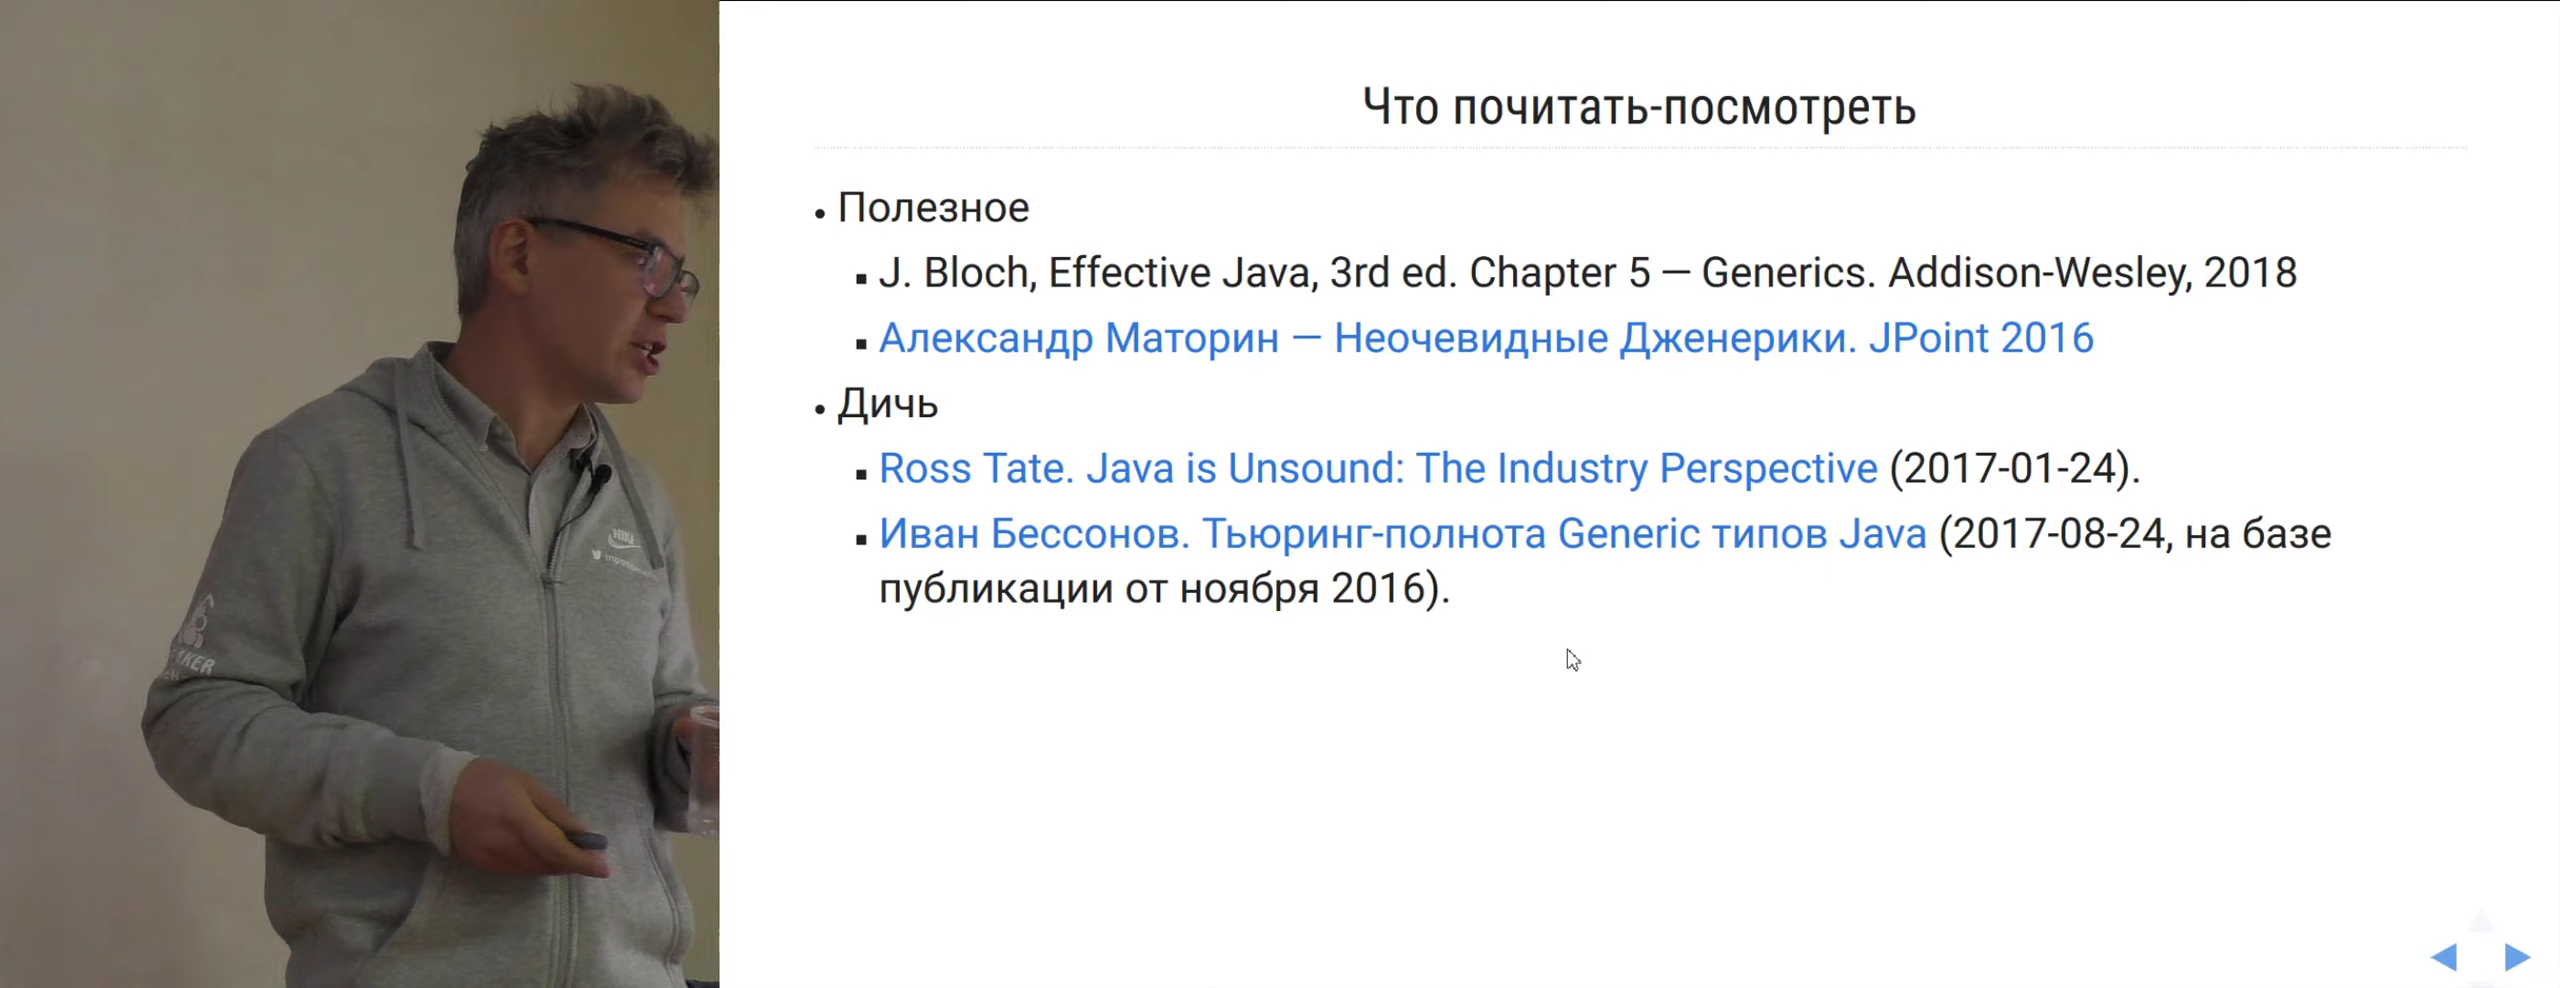 Что почитать-посмотреть
Полезное
J. Bloch, Effective Java, 3rd ed. Chapter 5 — Generics. Addison-Wesley, 2018
Александр Маторин — Неочевидные Дженерики. JPoint 2016
Дичь
Ross Tate. Java is Unsound: The Industry Perspective (2017-01-24).
Иван Бессонов. Тьюринг-полнота Generic типов Java (2017-08-24, на базе
публикации от ноября 2016).
NIKE